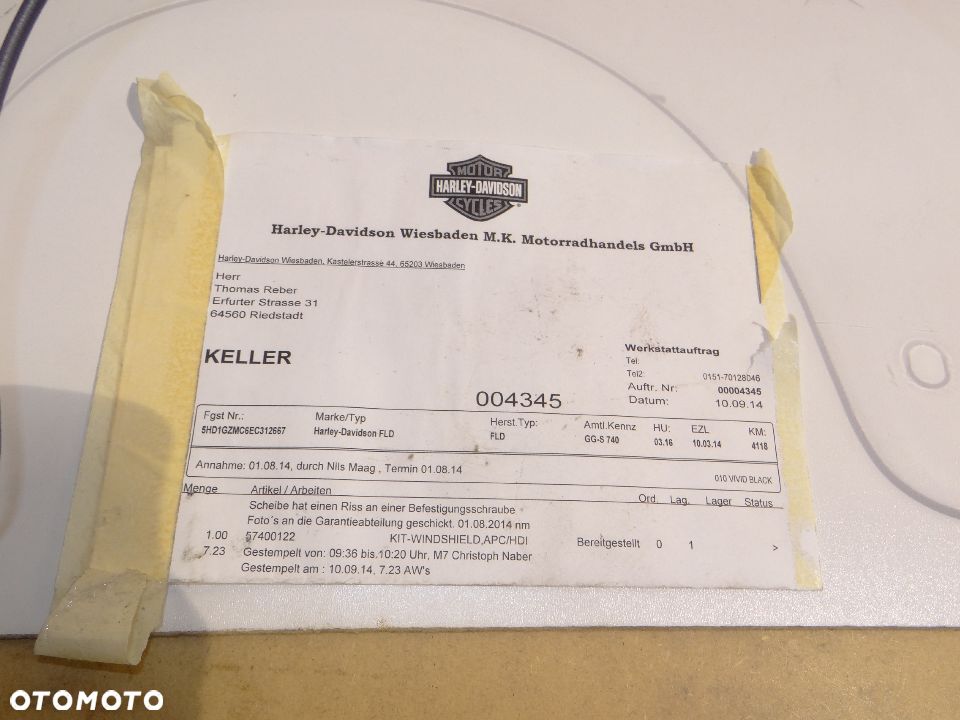 MOTOR
HARLEY-DAVIDSON
CYCLES
Harley-Davidson Wiesbaden M.K. Motorradhandels GmbH
Harley-Davidson Wiesbaden, Kastelerstrasse 44, 65203 Wiesbaden
Herr
Thomas Reber
Erfurter Strasse 31
64560 Riedstadt
KELLER
Werkstattauftrag
Tel:
Tel2: 0151-70128046
Auftr. Nr: 00004345
004345 Datum: 10.09.14
Fgst Nr.: Marke/Typ Herst.Typ: Amtl.Kennz HU: EZL KM:
5HD1GZMC6EC312667 Harley-Davidson FLD FLD GG-S 740 03.16 10.03.14 4118
Annahme: 01.08.14, durch Nils Maag , Termin 01.08.14 010 VIVID BLACK
Menge Artikel / Arbeiten Ord. Lag. Lager Status
Scheibe hat einen Riss an einer Befestigungsschraube
Foto´s an die Garantieabteilung geschickt. 01.08.2014 nm
1.00 57400122 KIT-WINDSHIELD,APC/HDI Bereitgestellt 0 1 >
7.23 Gestempelt von: 09:36 bis.10:20 Uhr, M7 Christoph Naber
Gestempelt am : 10.09.14, 7.23 AW's
OTOMOTO